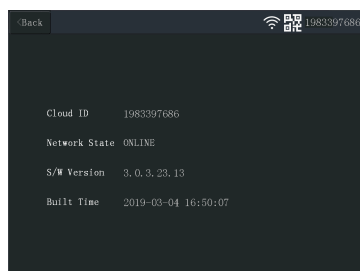 <Back 1983397686
Cloud ID 1983397686
Network State ONLINE
S/W Version 3.0.3.23.13
Built Time 2019-03-04 16:50:07